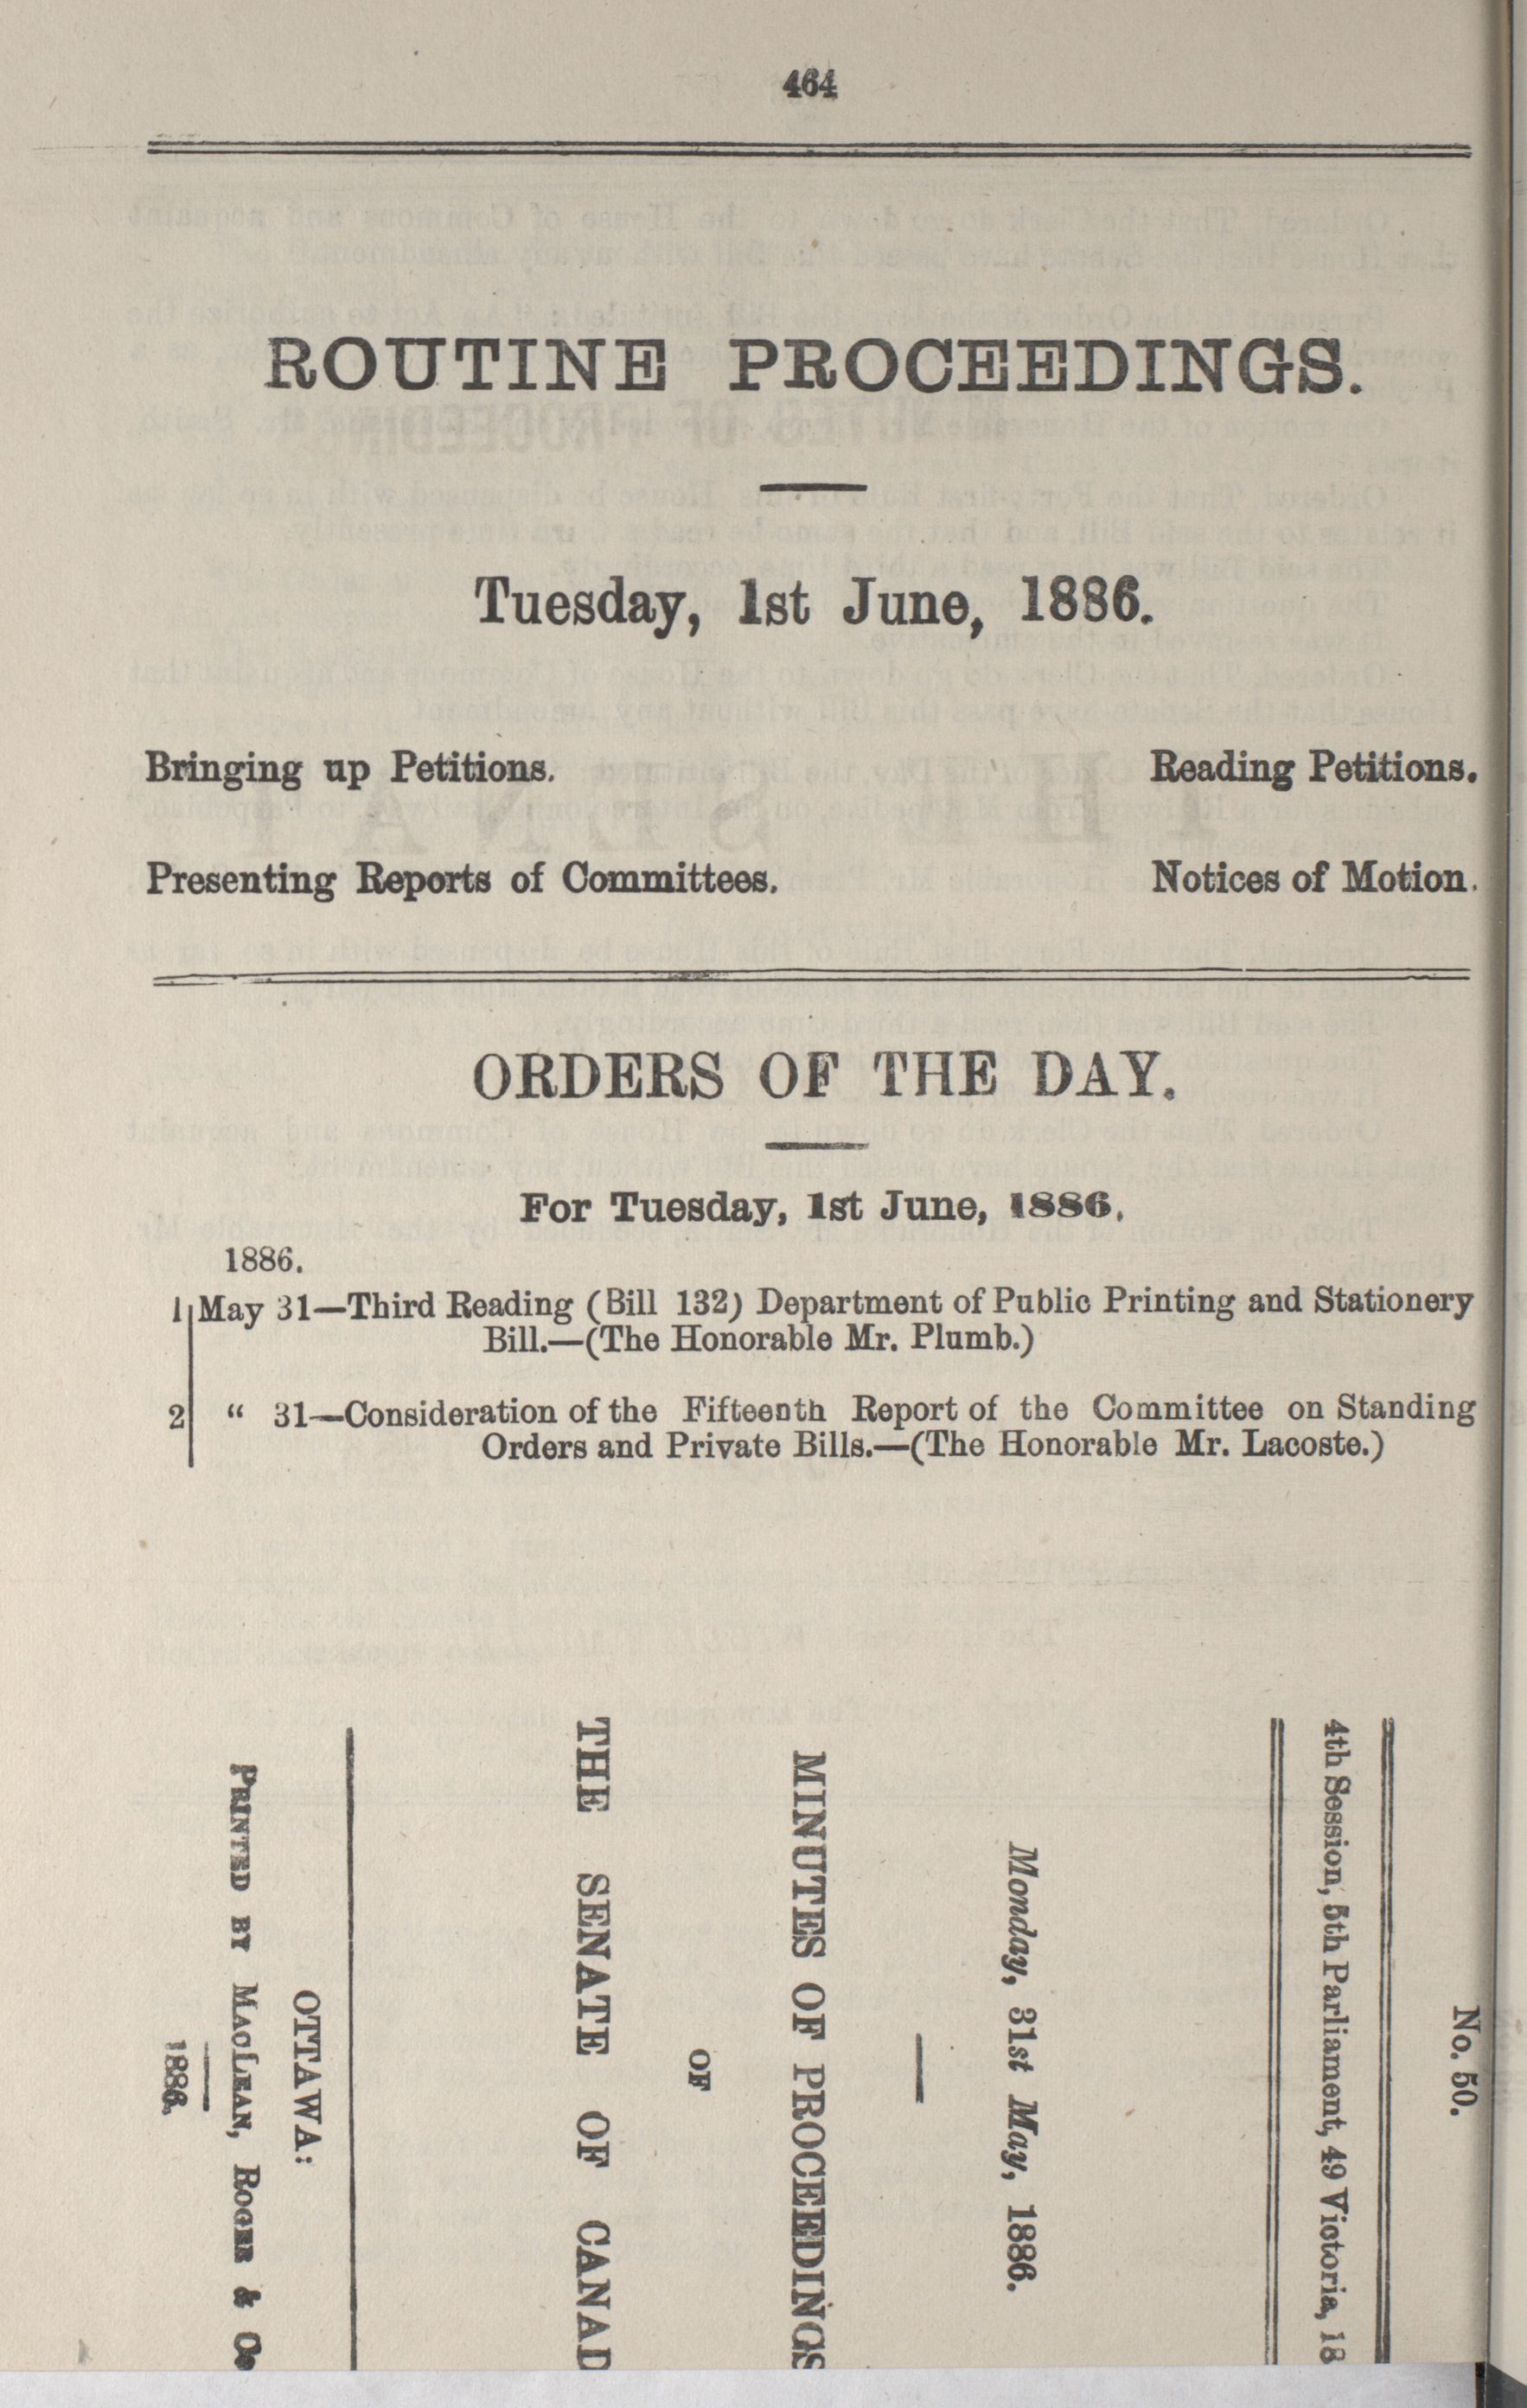 464
ROUTINE PROCEEDINGS.
Tuesday, 1st June, 1886.
Bringing up Petitions. Reading Petitions.
Presenting Reports of Committees. Notices of Motion.
ORDERS OF THE DAY.
For Tuesday, 1st June, 1886.
1886.
1 May 31—Third Reading (Bill 132) Department of Public Printing and Stationery
Bill.—(The Honorable Mr. Plumb.)
2 “ 31—Consideration of the Fifteenth Report of the Committee on Standing
Orders and Private Bills.—(The Honorable Mr. Lacoste.)
No. 50.
4th Session, 5th Parliament, 49 Victoria, 18
Monday, 31st May, 1886.
MINUTES OF PROCEEDINGS
OF
THE SENATE OF CANAD
OTTAWA:
PRINTED BY MACLEAN, ROGER & Co
1886.